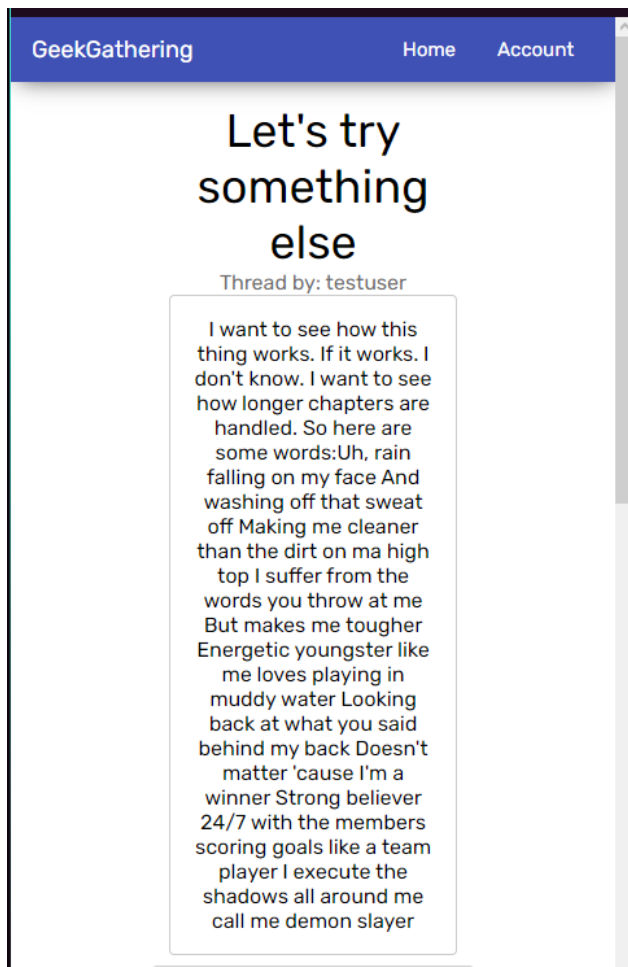 GeekGathering Home Account
Let's try
something
else
Thread by: testuser
I want to see how this
thing works. If it works. I
don't know. I want to see
how longer chapters are
handled. So here are
some words:Uh, rain
falling on my face And
washing off that sweat
off Making me cleaner
than the dirt on ma high
top I suffer from the
words you throw at me
But makes me tougher
Energetic youngster like
me loves playing in
muddy water Looking
back at what you said
behind my back Doesn't
matter 'cause I'm a
winner Strong believer
24/7 with the members
scoring goals like a team
player I execute the
shadows all around me
call me demon slayer